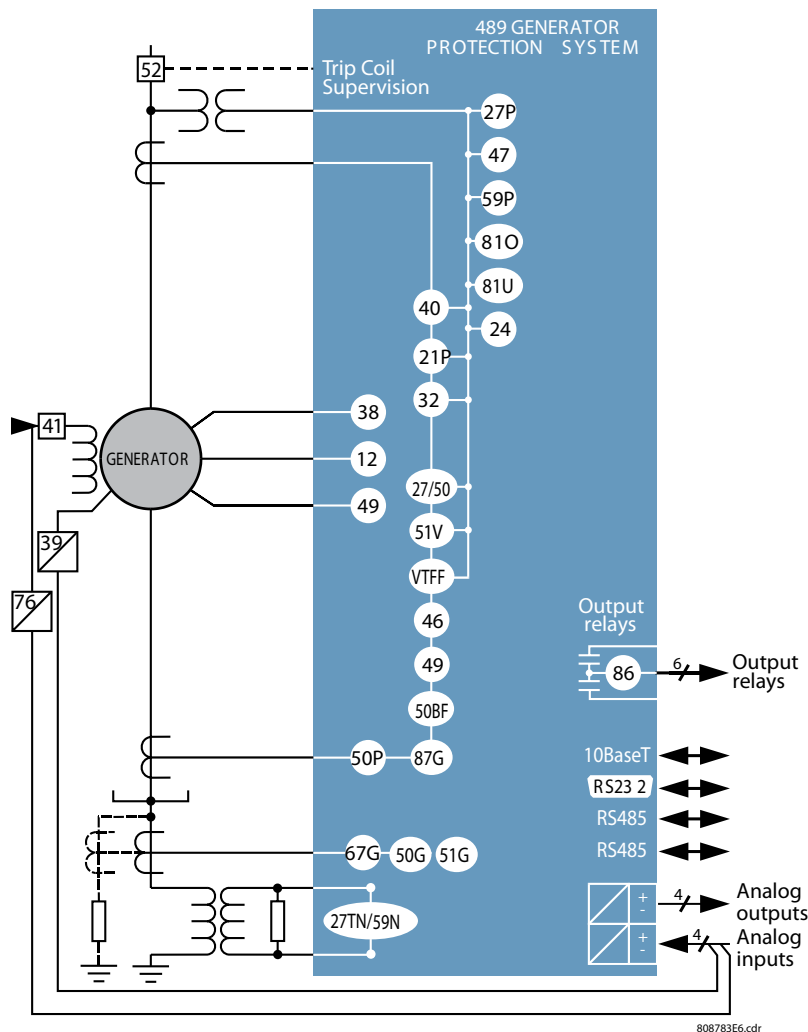 489 GENERATOR
PROTECTION SYSTEM
52
Trip Coil
Supervision
27P
47
59P
81O
81U
24
40
21P
32
41
GENERATOR
38
12
49
27/50
51V
VTFF
39
76
46
49
50BF
50P
87G
Output
relays
86
6
Output
relays
10BaseT
RS23 2
RS485
RS485
67G
50G
51G
27TN/59N
+
-
4
Analog
outputs
+
-
4
Analog
inputs
808783E6.cdr